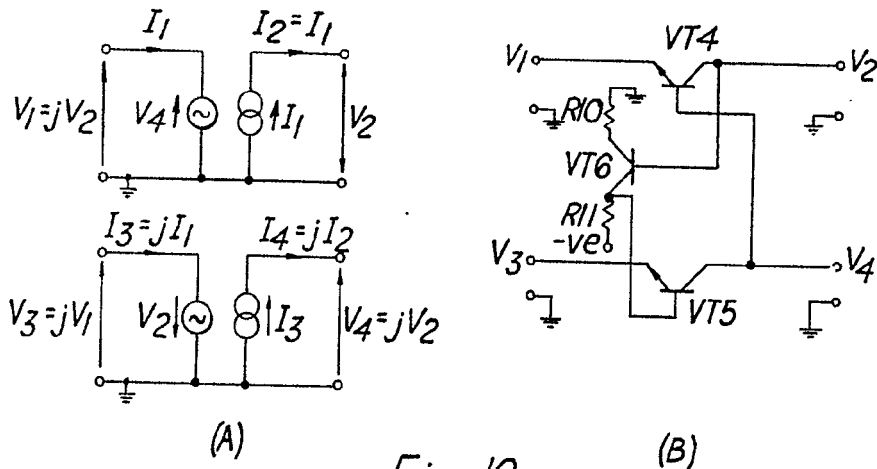 I1
I2=I1
V1=jV2
V4
I1
V2
I3=jI1
I4=jI2
V3=jV1
V2
I3
V4=jV2
(A)
VT4
V1
V2
R10
VT6
R11
-ve
V3
V4
VT5
(B)